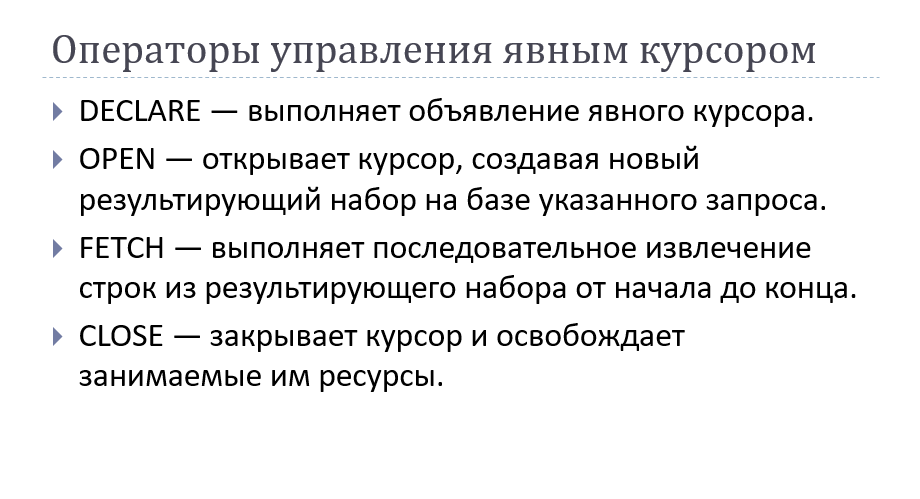 Операторы управления явным курсором
DECLARE — выполняет объявление явного курсора.
OPEN — открывает курсор, создавая новый
результирующий набор на базе указанного запроса.
FETCH — выполняет последовательное извлечение
строк из результирующего набора от начала до конца.
CLOSE — закрывает курсор и освобождает
занимаемые им ресурсы.